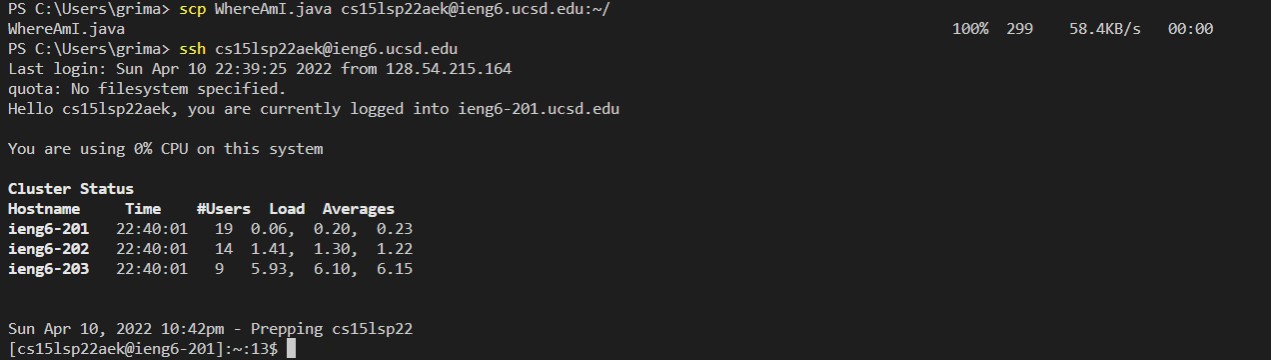 PS C:\Users\grima> scp WhereAmI.java cs15lsp22aek@ieng6.ucsd.edu:~/
WhereAmI.java 100% 299 58.4KB/s 00:00
PS C:\Users\grima> ssh cs15lsp22aek@ieng6.ucsd.edu
Last login: Sun Apr 10 22:39:25 2022 from 128.54.215.164
quota: No filesystem specified.
Hello cs15lsp22aek, you are currently logged into ieng6-201.ucsd.edu
You are using 0% CPU on this system
Cluster Status
Hostname Time #Users Load Averages
ieng6-201 22:40:01 19 0.06, 0.20, 0.23
ieng6-202 22:40:01 14 1.41, 1.30, 1.22
ieng6-203 22:40:01 9 5.93, 6.10, 6.15
Sun Apr 10, 2022 10:42pm - Prepping cs15lsp22
[cs15lsp22aek@ieng6-201]:~:13$